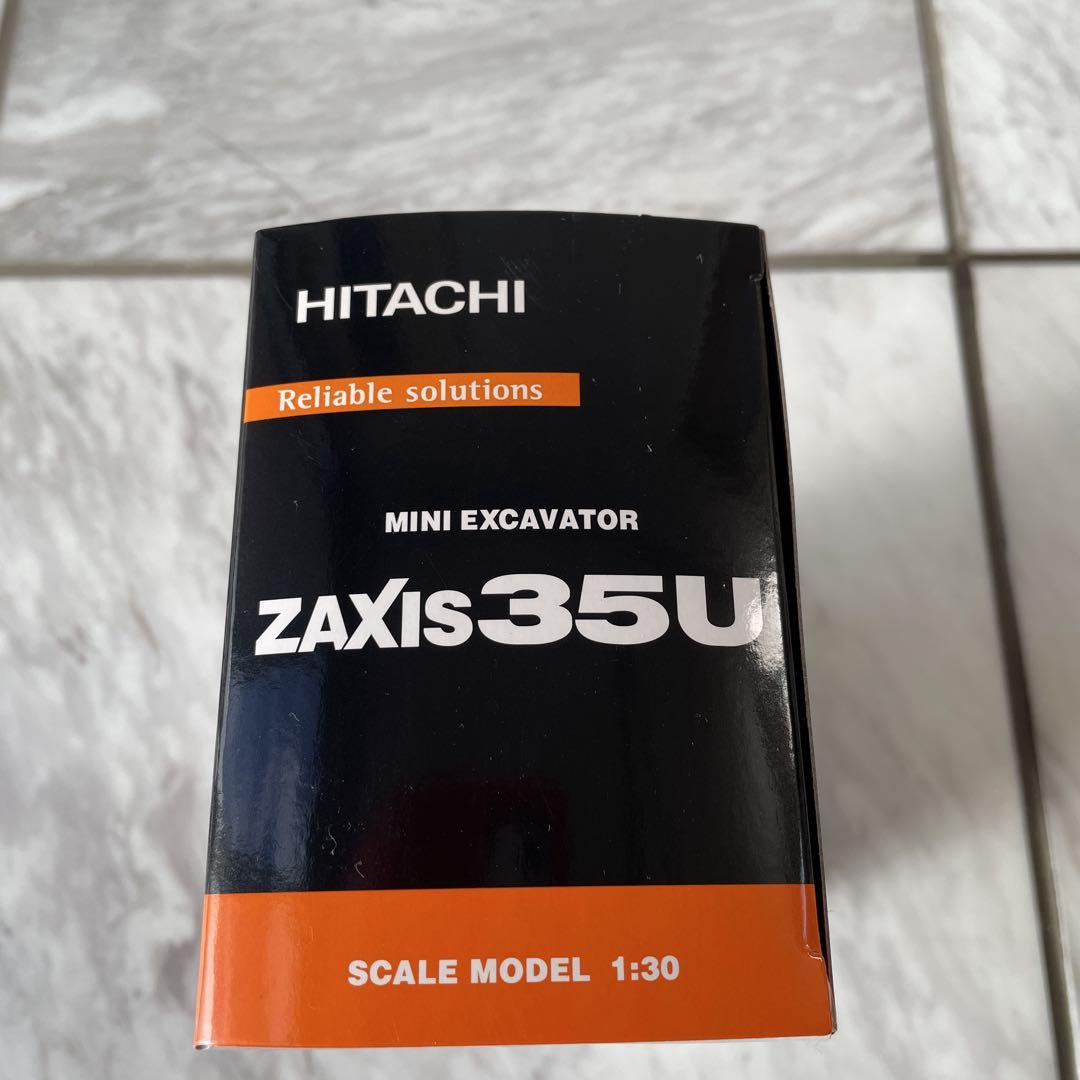 HITACHI
Reliable solutions
MINI EXCAVATOR
ZAXIS35U
SCALE MODEL 1:30